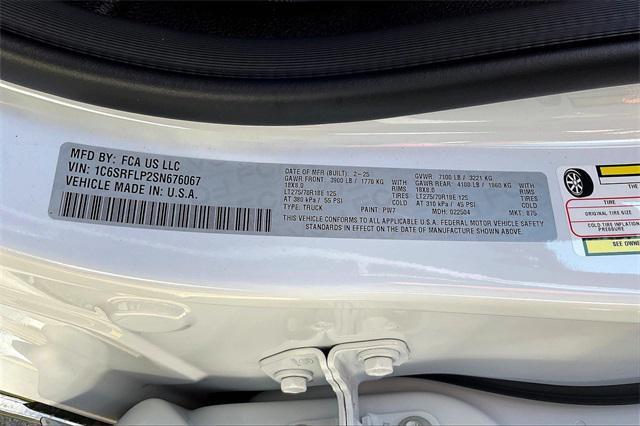 MFD BY: FCA US LLC
VIN: 1C6SRFLP2SN676067
VEHICLE MADE IN U.S.A.
DATE OF MFR (BUILT): 2-25 GVWR: 7100 LB / 3221 KG
GAWR FRONT: 3900 LB / 1770 KG WITH GAWR REAR: 4100 LB / 1860 KG WITH
18X8.0 RIMS 18X8.0 RIMS
LT275/70R18E 125 TIRES LT275/70R18E 125 TIRES
AT 380 kPa / 55 PSI COLD AT 310 kPa / 45 PSI COLD
TYPE: TRUCK PAINT: PW7 MDH: 022504 MKT: 875
THIS VEHICLE CONFORMS TO ALL APPLICABLE U.S.A. FEDERAL MOTOR VEHICLE SAFETY
STANDARDS IN EFFECT ON THE DATE OF MANUFACTURE SHOWN ABOVE.
TIRE
ORIGINAL TIRE SIZE
COLD TIRE INFLATION
PRESSURE
SEE OWNER